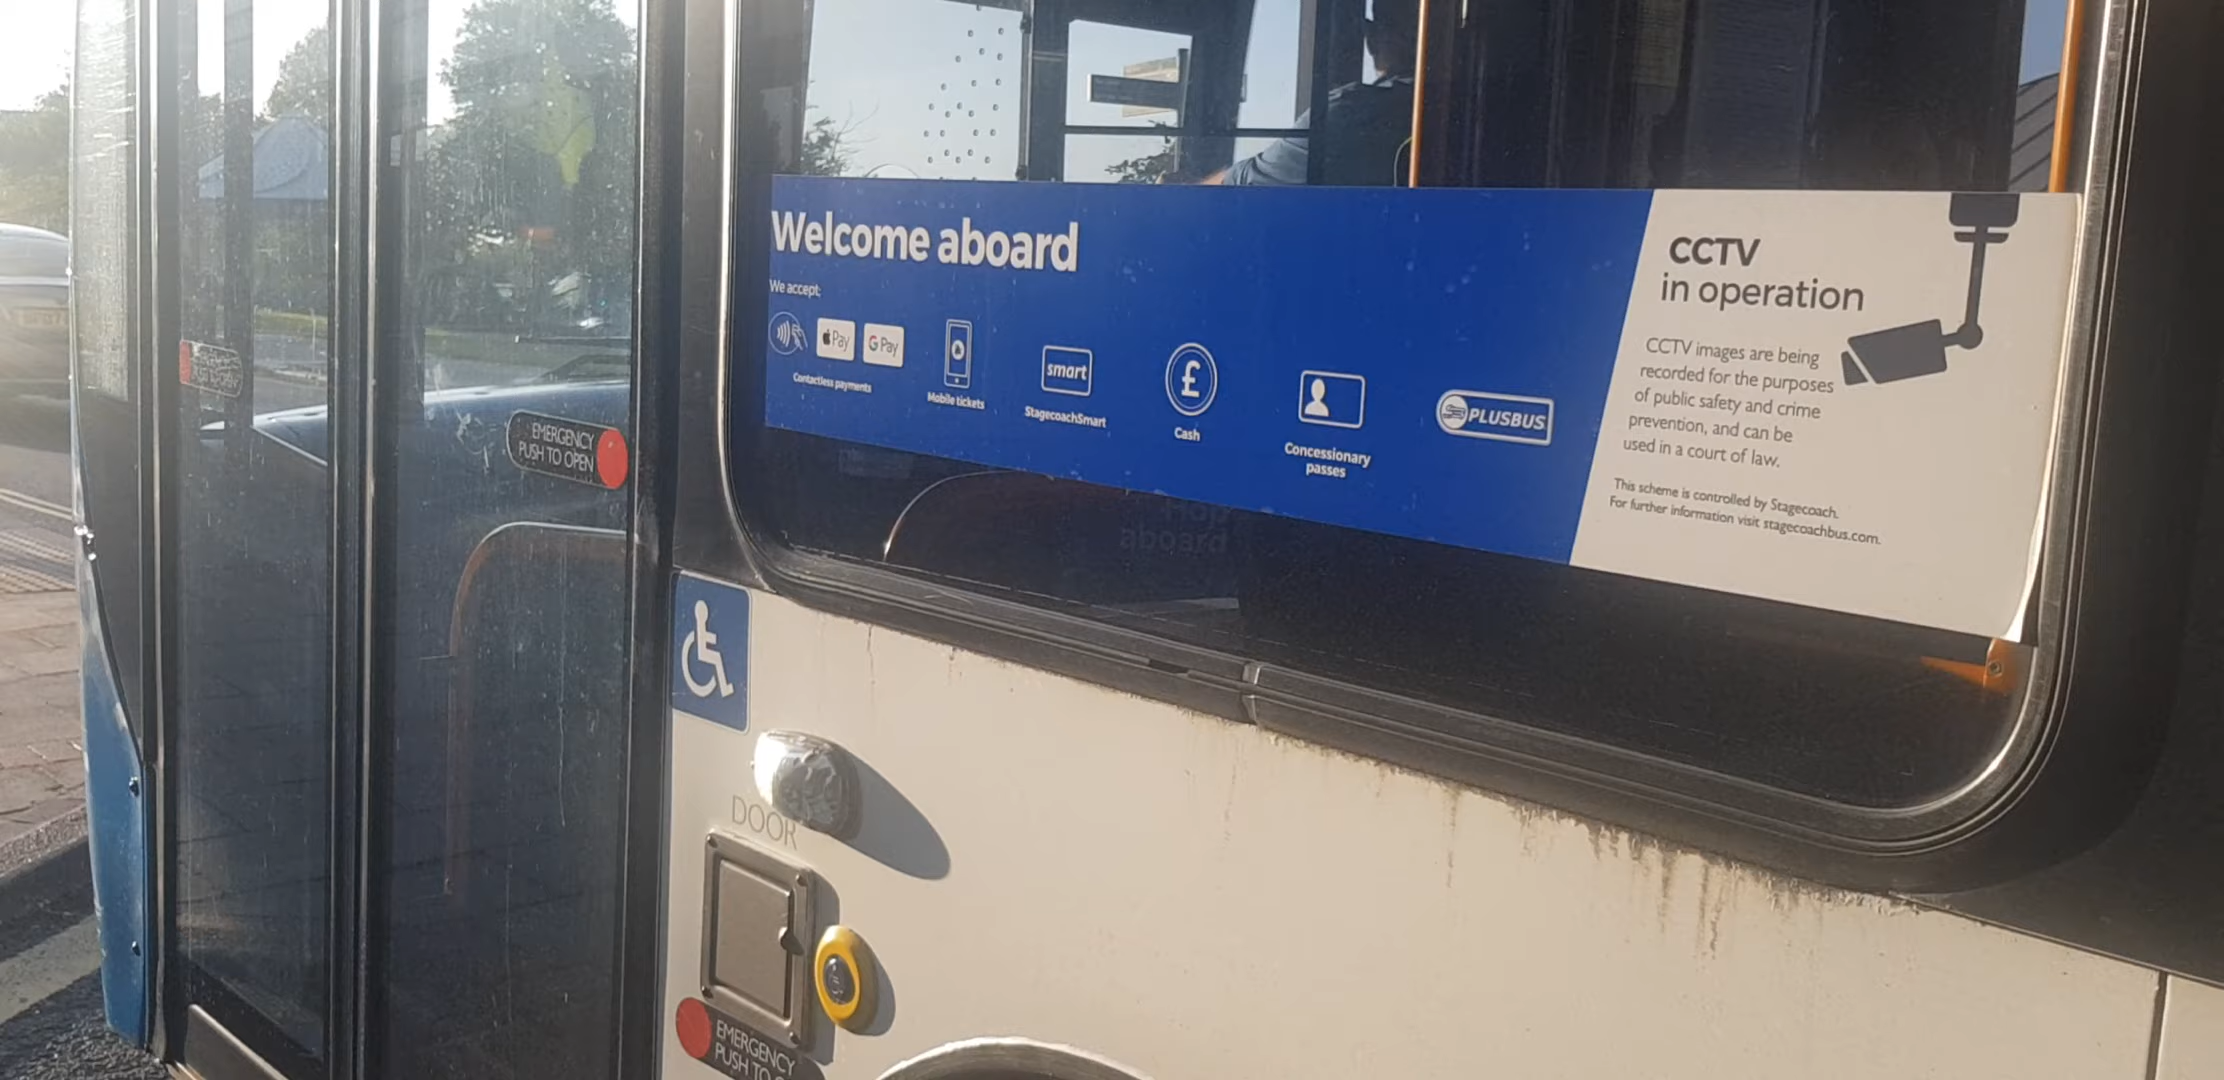 Welcome aboard
We accept:
Pay
G Pay
Contactless payments
Mobile tickets
smart
StagecoachSmart
£
Cash
Concessionary
passes
PLUSBUS
CCTV
in operation
CCTV images are being
recorded for the purposes
of public safety and crime
prevention, and can be
used in a court of law.
This scheme is controlled by Stagecoach.
For further information visit stagecoachbus.com.
Hop
aboard
EMERGENCY
PUSH TO OPEN
DOOR
EMERGENCY
PUSH TO